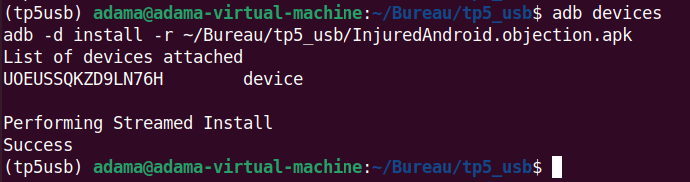 (tp5usb) adama@adama-virtual-machine:~/Bureau/tp5_usb$ adb devices
adb -d install -r ~/Bureau/tp5_usb/InjuredAndroid.objection.apk
List of devices attached
UOEUSSQKZD9LN76H        device

Performing Streamed Install
Success
(tp5usb) adama@adama-virtual-machine:~/Bureau/tp5_usb$